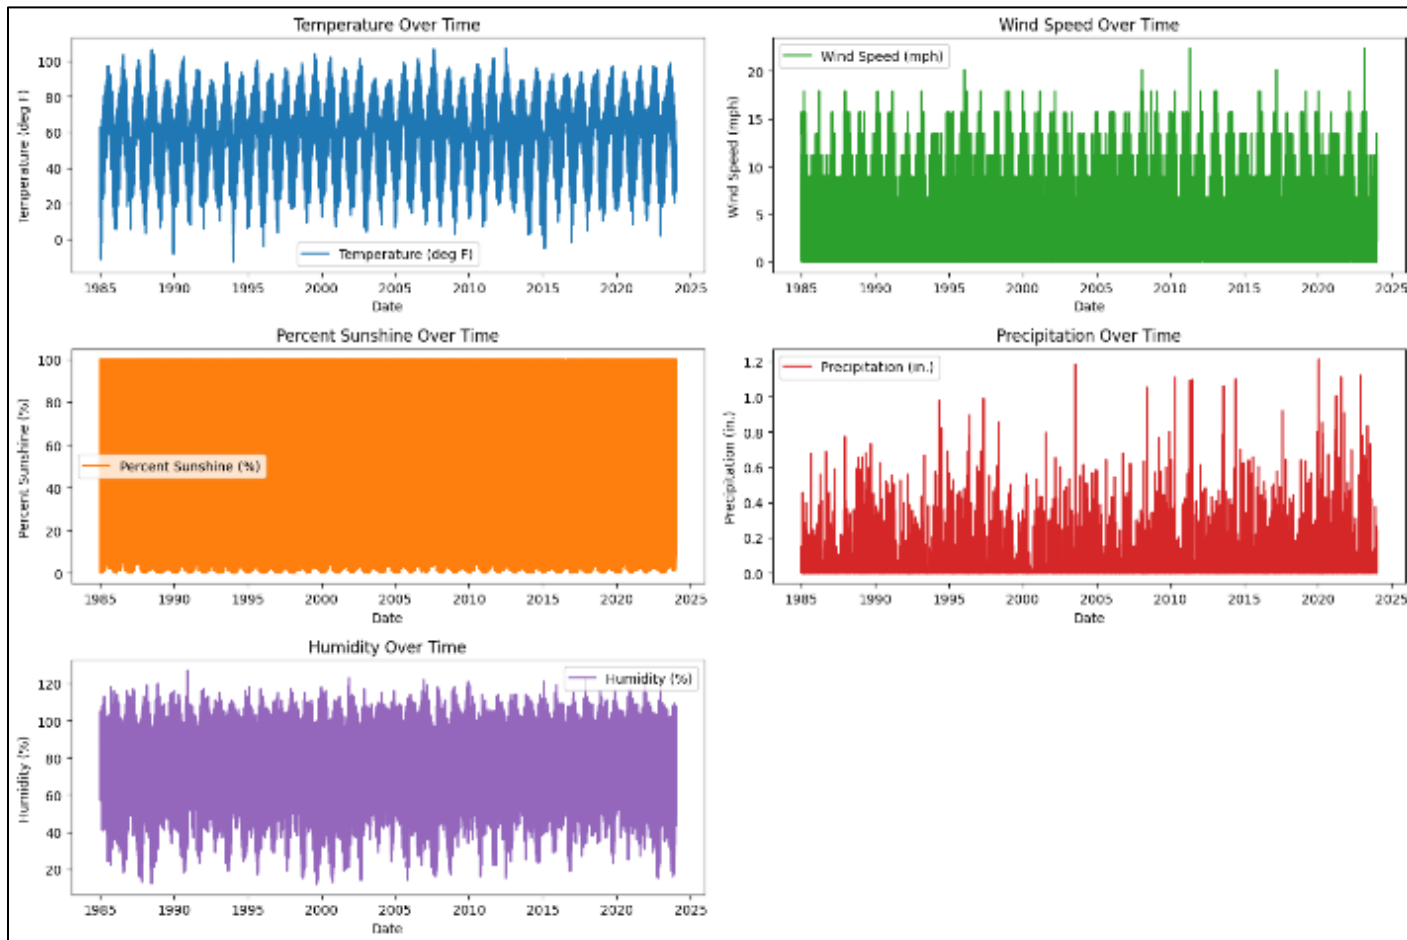 Temperature Over Time
Temperature (deg F)
100
80
60
40
20
0
Temperature (deg F)
1985 1990 1995 2000 2005 2010 2015 2020 2025
Date
Wind Speed Over Time
Wind Speed (mph)
20
15
10
5
0
Wind Speed (mph)
1985 1990 1995 2000 2005 2010 2015 2020 2025
Date
Percent Sunshine Over Time
Percent Sunshine (%)
100
80
60
40
20
0
Percent Sunshine (%)
1985 1990 1995 2000 2005 2010 2015 2020 2025
Date
Precipitation Over Time
Precipitation (in.)
1.2
1.0
0.8
0.6
0.4
0.2
0.0
Precipitation (in.)
1985 1990 1995 2000 2005 2010 2015 2020 2025
Date
Humidity Over Time
Humidity (%)
120
100
80
60
40
20
Humidity (%)
1985 1990 1995 2000 2005 2010 2015 2020 2025
Date